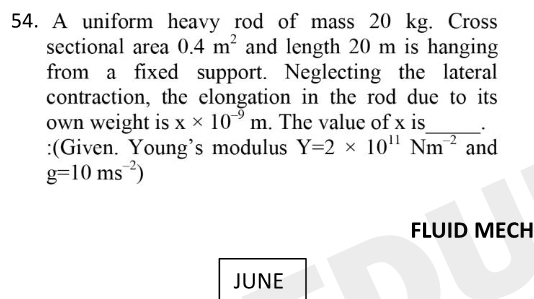 54. A uniform heavy rod of mass 20 kg. Cross
sectional area 0.4 m² and length 20 m is hanging
from a fixed support. Neglecting the lateral
contraction, the elongation in the rod due to its
own weight is x × 10⁻⁹ m. The value of x is_____.
:(Given. Young's modulus Y=2 × 10¹¹ Nm⁻² and
g=10 ms⁻²)
FLUID MECH
JUNE